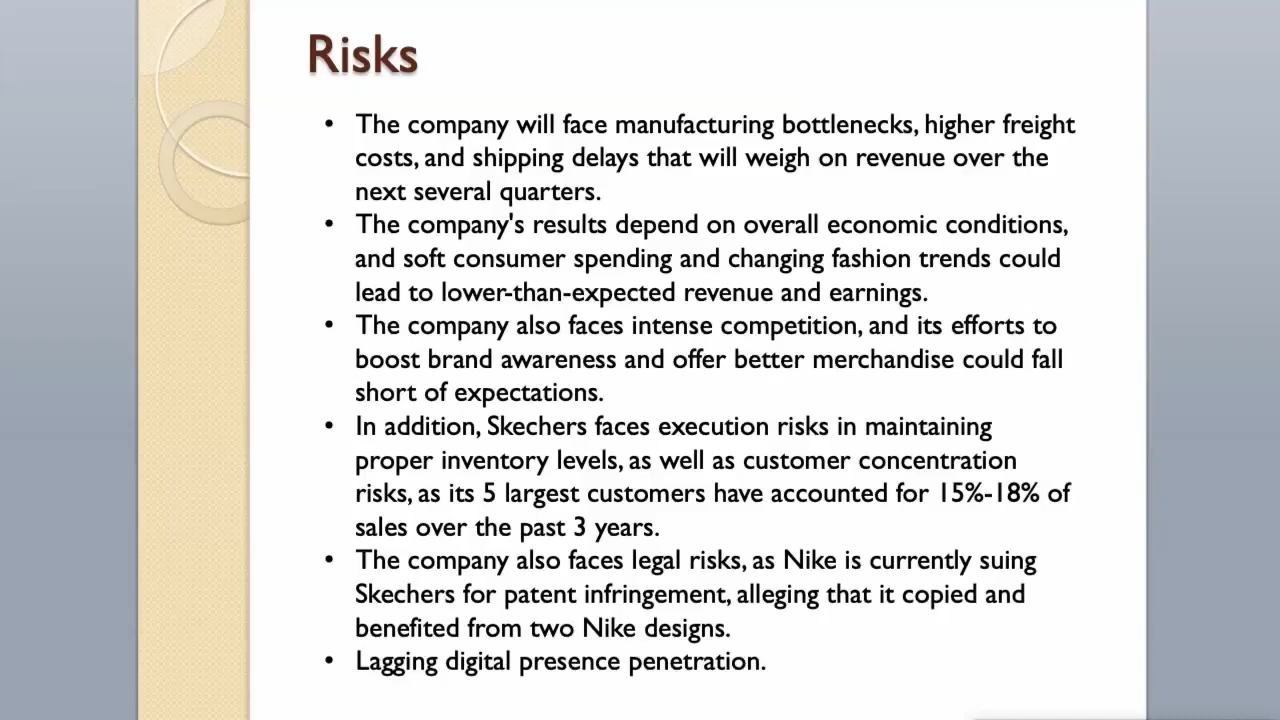 Risks
• The company will face manufacturing bottlenecks, higher freight
costs, and shipping delays that will weigh on revenue over the
next several quarters.
• The company's results depend on overall economic conditions,
and soft consumer spending and changing fashion trends could
lead to lower-than-expected revenue and earnings.
• The company also faces intense competition, and its efforts to
boost brand awareness and offer better merchandise could fall
short of expectations.
• In addition, Skechers faces execution risks in maintaining
proper inventory levels, as well as customer concentration
risks, as its 5 largest customers have accounted for 15%-18% of
sales over the past 3 years.
• The company also faces legal risks, as Nike is currently suing
Skechers for patent infringement, alleging that it copied and
benefited from two Nike designs.
• Lagging digital presence penetration.